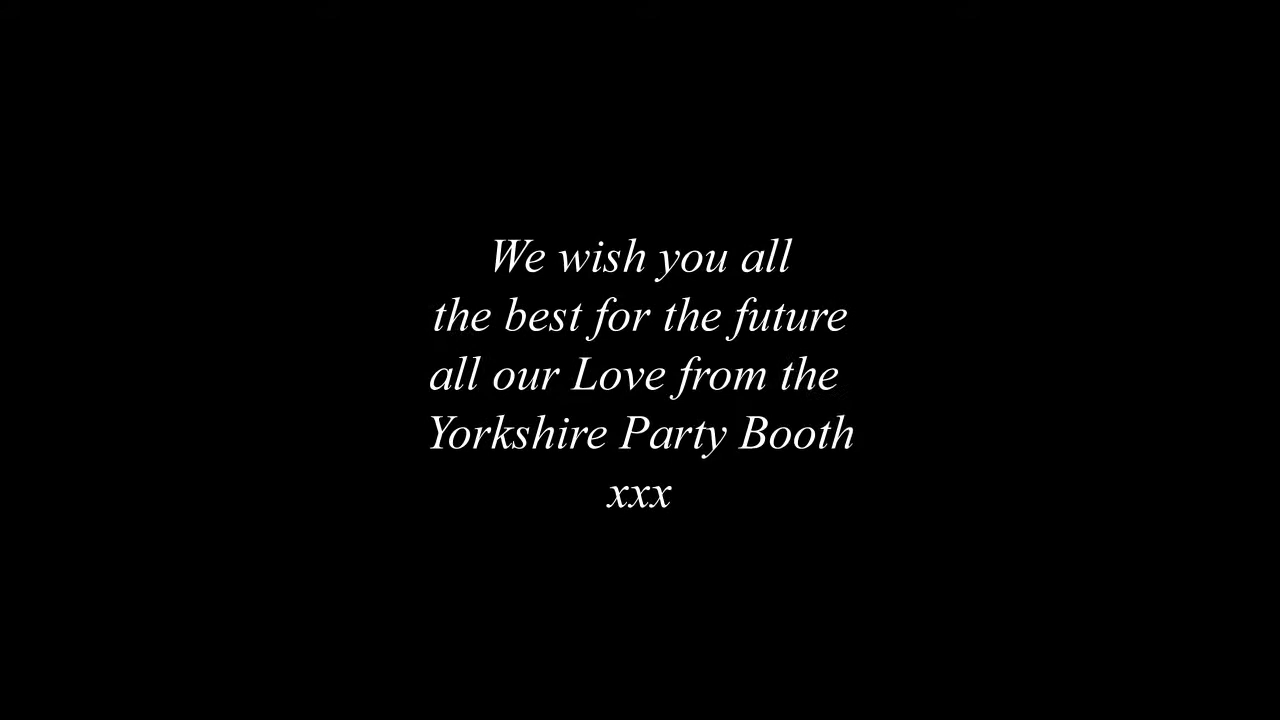 We wish you all
the best for the future
all our Love from the
Yorkshire Party Booth
xxx